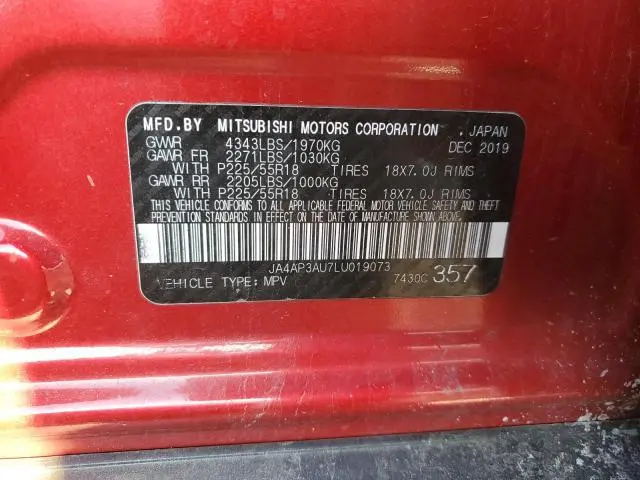 MFD.BY MITSUBISHI MOTORS CORPORATION . JAPAN
GVWR 4343LBS/1970KG DEC 2019
GAWR FR 2271LBS/1030KG
WITH P225/55R18 TIRES 18X7.0J RIMS
GAWR RR 2205LBS/1000KG
WITH P225/55R18 TIRES 18X7.0J RIMS
THIS VEHICLE CONFORMS TO ALL APPLICABLE FEDERAL MOTOR VEHICLE SAFETY AND THEFT
PREVENTION STANDARDS IN EFFECT ON THE DATE OF MANUFACTURE SHOWN ABOVE.
JA4AP3AU7LU019073
VEHICLE TYPE: MPV 7430C 357